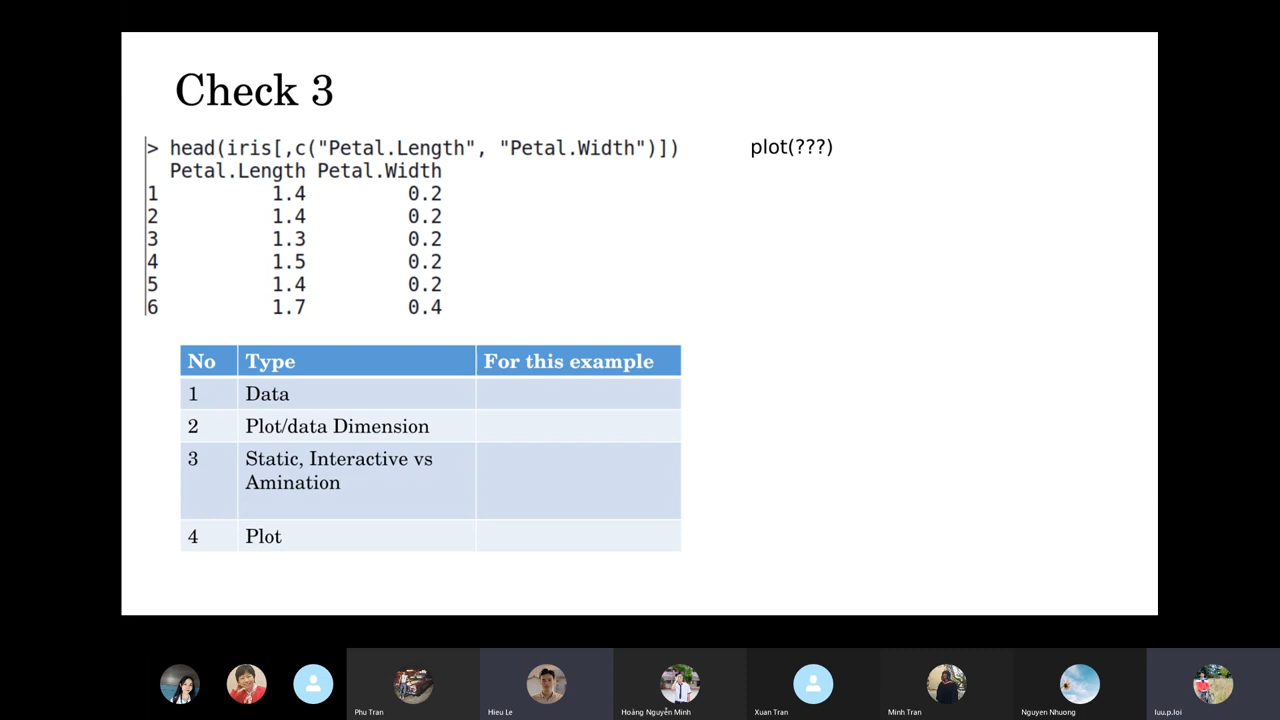 Check 3
> head(iris[,c("Petal.Length", "Petal.Width")])
plot(???)
Petal.Length Petal.Width
1 1.4 0.2
2 1.4 0.2
3 1.3 0.2
4 1.5 0.2
5 1.4 0.2
6 1.7 0.4
No Type For this example
1 Data
2 Plot/data Dimension
3 Static, Interactive vs
Amination
4 Plot
Phu Tran
Hieu Le
Hoàng Nguyễn Minh
Xuan Tran
Minh Tran
Nguyen Nhuong
luu.p.loi